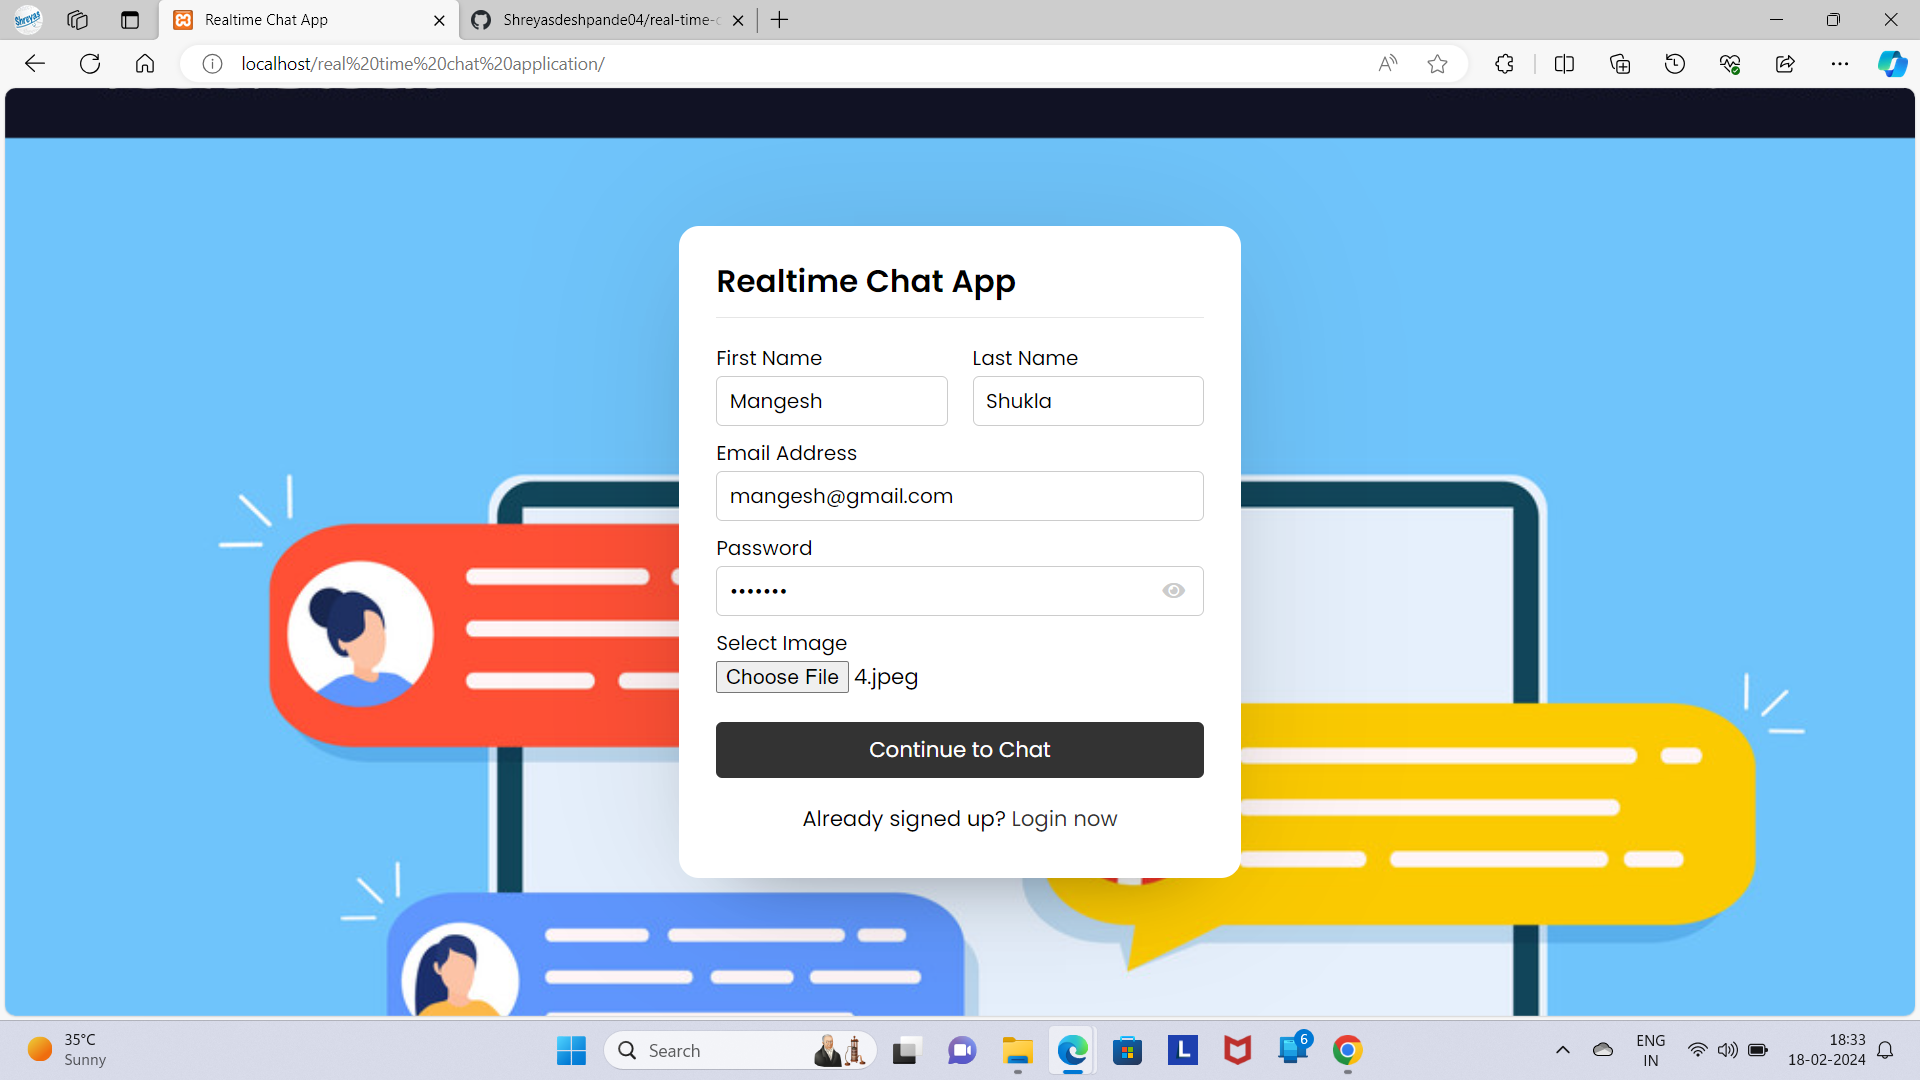 Realtime Chat App
Shreyasdeshpande04/real-time-c
localhost/real%20time%20chat%20application/
Realtime Chat App
First Name
Last Name
Mangesh
Shukla
Email Address
mangesh@gmail.com
Password
•••••••
Select Image
Choose File 4.jpeg
Continue to Chat
Already signed up? Login now
35°C
Sunny
Search
L
6
ENG
IN
18:33
18-02-2024